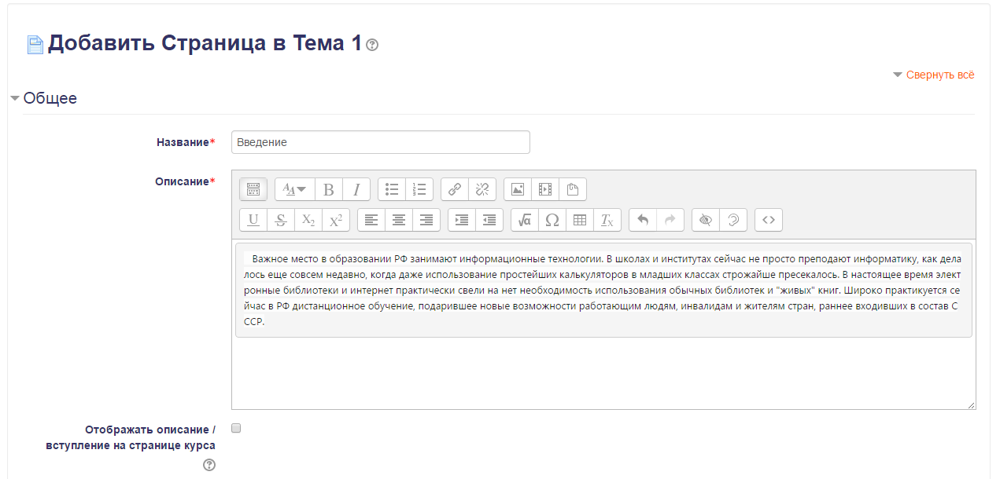 Добавить Страница в Тема 1
Свернуть всё
Общее
Название*
Введение
Описание*
Важное место в образовании РФ занимают информационные технологии. В школах и институтах сейчас не просто преподают информатику, как дела
лось еще совсем недавно, когда даже использование простейших калькуляторов в младших классах строжайше пресекалось. В настоящее время элект
ронные библиотеки и интернет практически свели на нет необходимость использования обычных библиотек и "живых" книг. Широко практикуется се
йчас в РФ дистанционное обучение, подарившее новые возможности работающим людям, инвалидам и жителям стран, раннее входивших в состав С
ССР.
Отображать описание /
вступление на странице курса